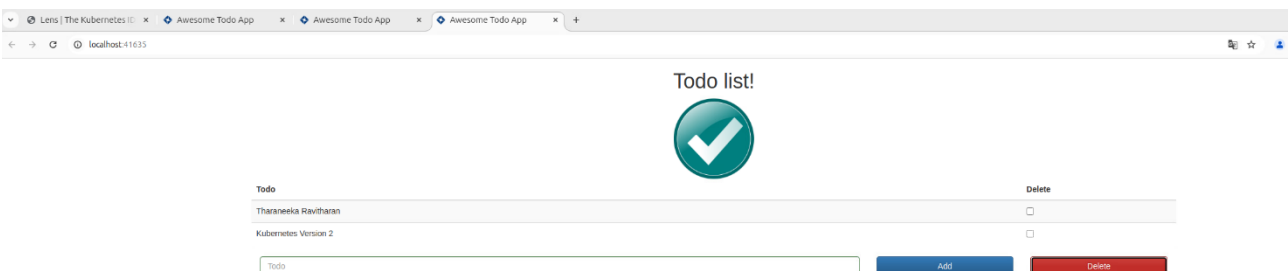 Lens | The Kubernetes ID
Awesome Todo App
Awesome Todo App
Awesome Todo App
localhost:41635
Todo list!
Todo Delete
Tharaneeka Ravitharan
Kubernetes Version 2
Todo Add Delete